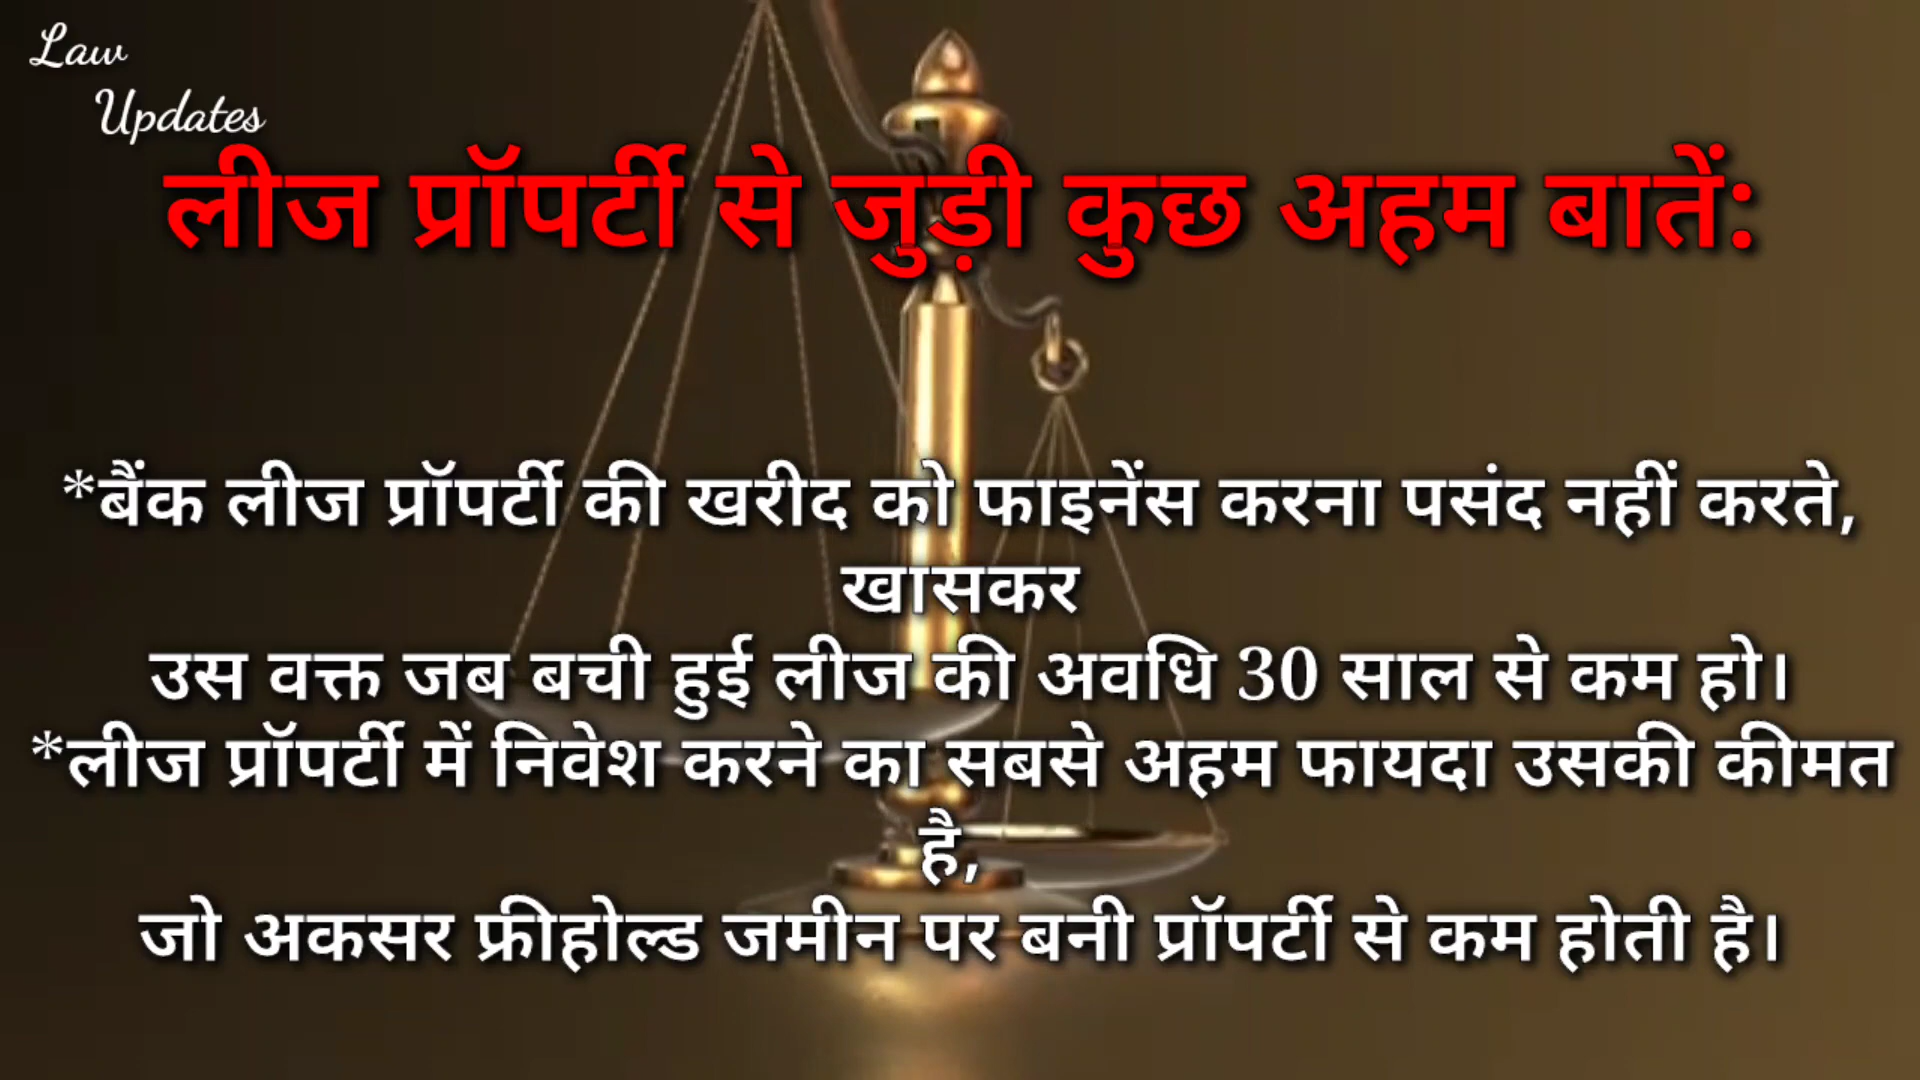 Law
Updates
लीज प्रॉपर्टी से जुड़ी कुछ अहम बातें:
*बैंक लीज प्रॉपर्टी की खरीद को फाइनेंस करना पसंद नहीं करते,
खासकर
उस वक्त जब बची हुई लीज की अवधि 30 साल से कम हो।
*लीज प्रॉपर्टी में निवेश करने का सबसे अहम फायदा उसकी कीमत
है,
जो अकसर फ्रीहोल्ड जमीन पर बनी प्रॉपर्टी से कम होती है।